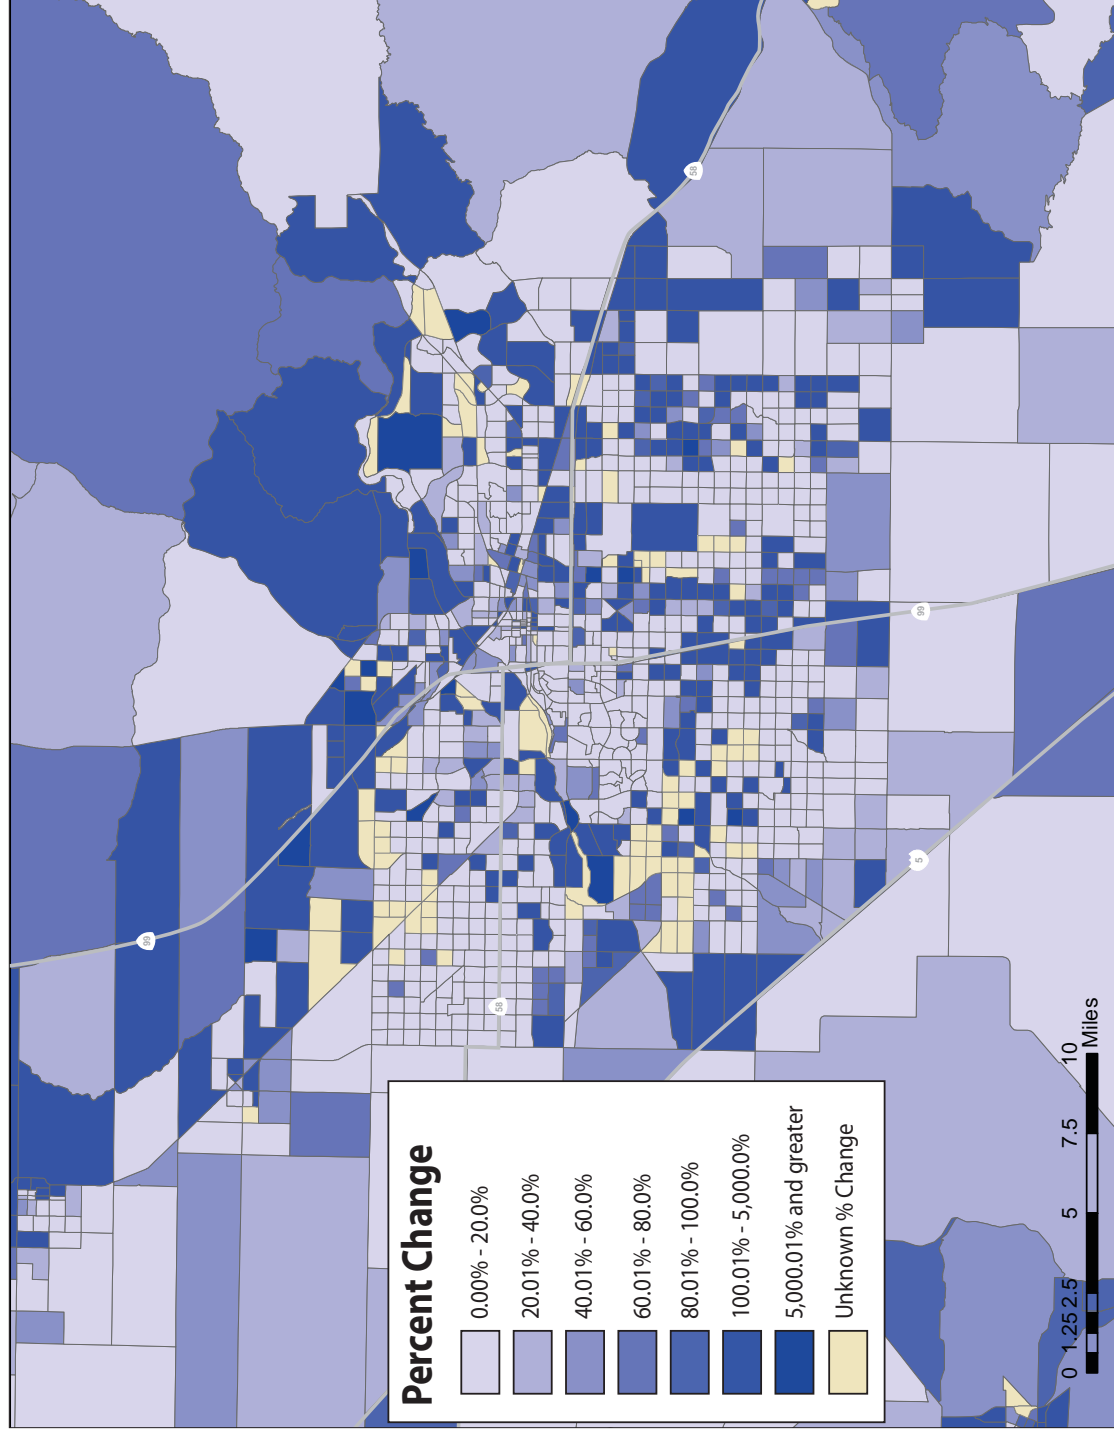 Percent Change
0.00% - 20.0%
20.01% - 40.0%
40.01% - 60.0%
60.01% - 80.0%
80.01% - 100.0%
100.01% - 5,000.0%
5,000.01% and greater
Unknown % Change
0 1.25 2.5 5 7.5 10
Miles
99
58
5
99
58